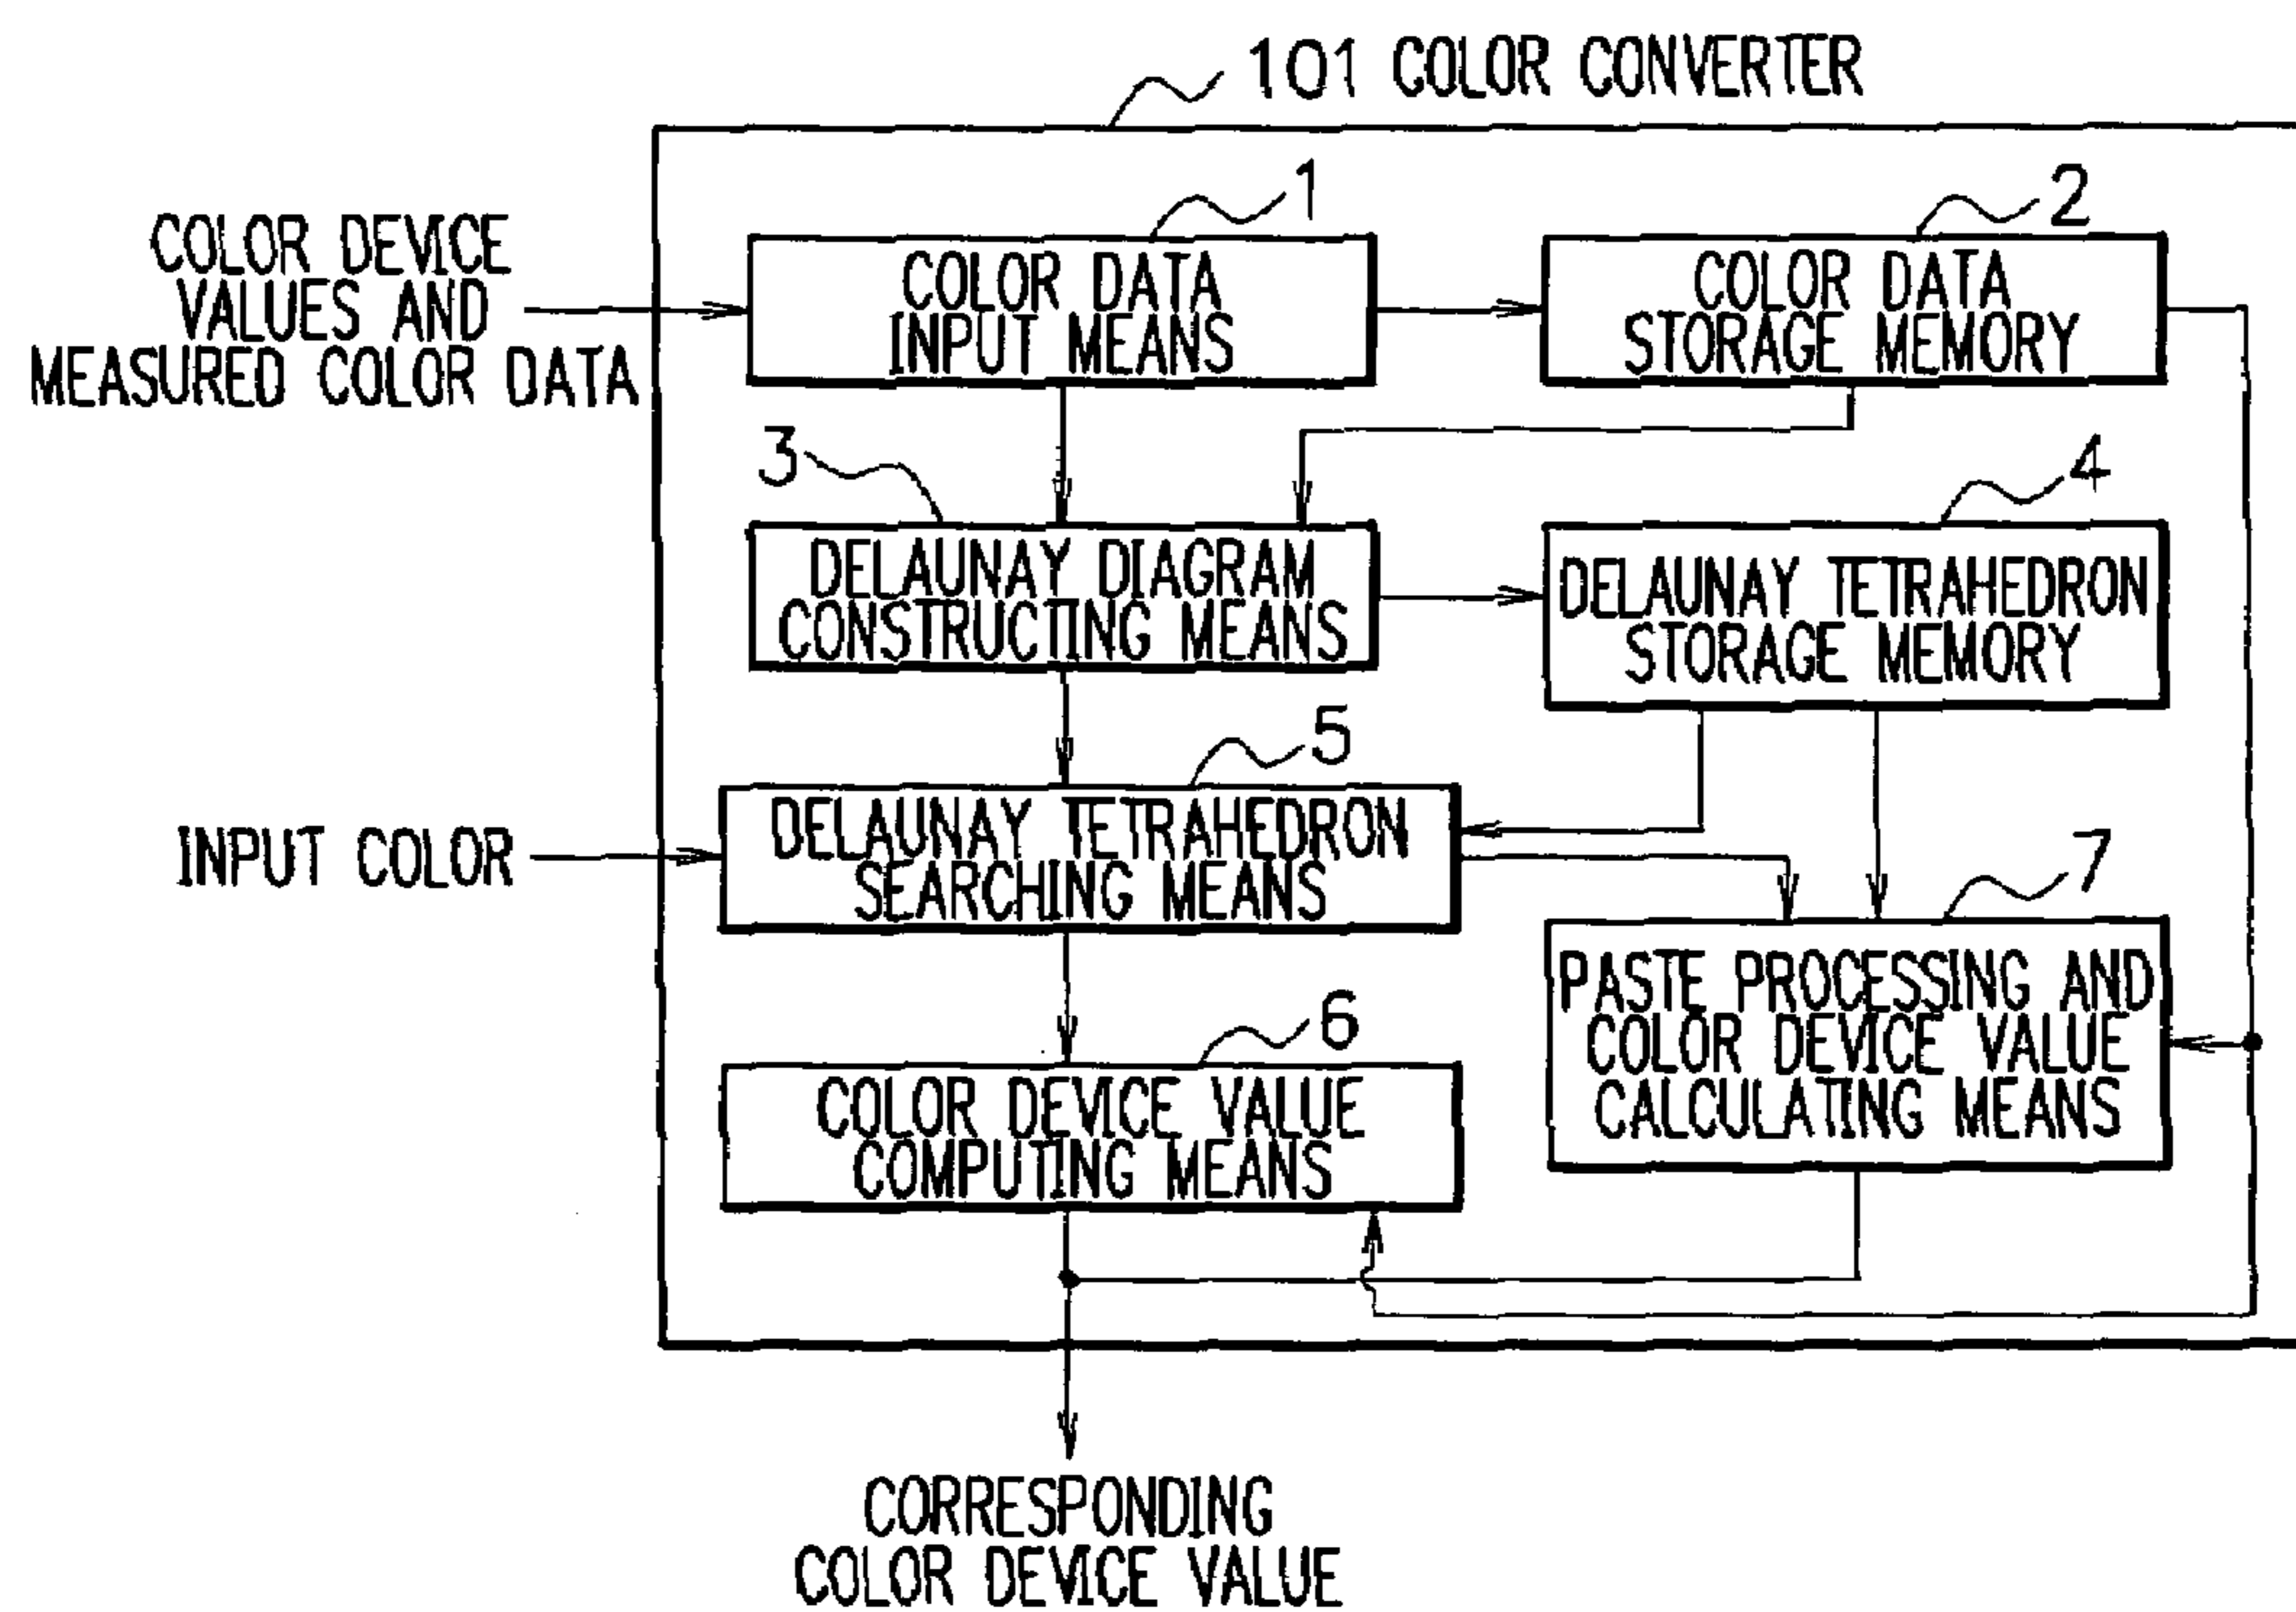 101 COLOR CONVERTER
COLOR DEVICE
VALUES AND
MEASURED COLOR DATA
1
COLOR DATA
INPUT MEANS
2
COLOR DATA
STORAGE MEMORY
3
DELAUNAY DIAGRAM
CONSTRUCTING MEANS
4
DELAUNAY TETRAHEDRON
STORAGE MEMORY
INPUT COLOR
5
DELAUNAY TETRAHEDRON
SEARCHING MEANS
6
COLOR DEVICE VALUE
COMPUTING MEANS
7
PASTE PROCESSING AND
COLOR DEVICE VALUE
CALCULATING MEANS
CORRESPONDING
COLOR DEVICE VALUE